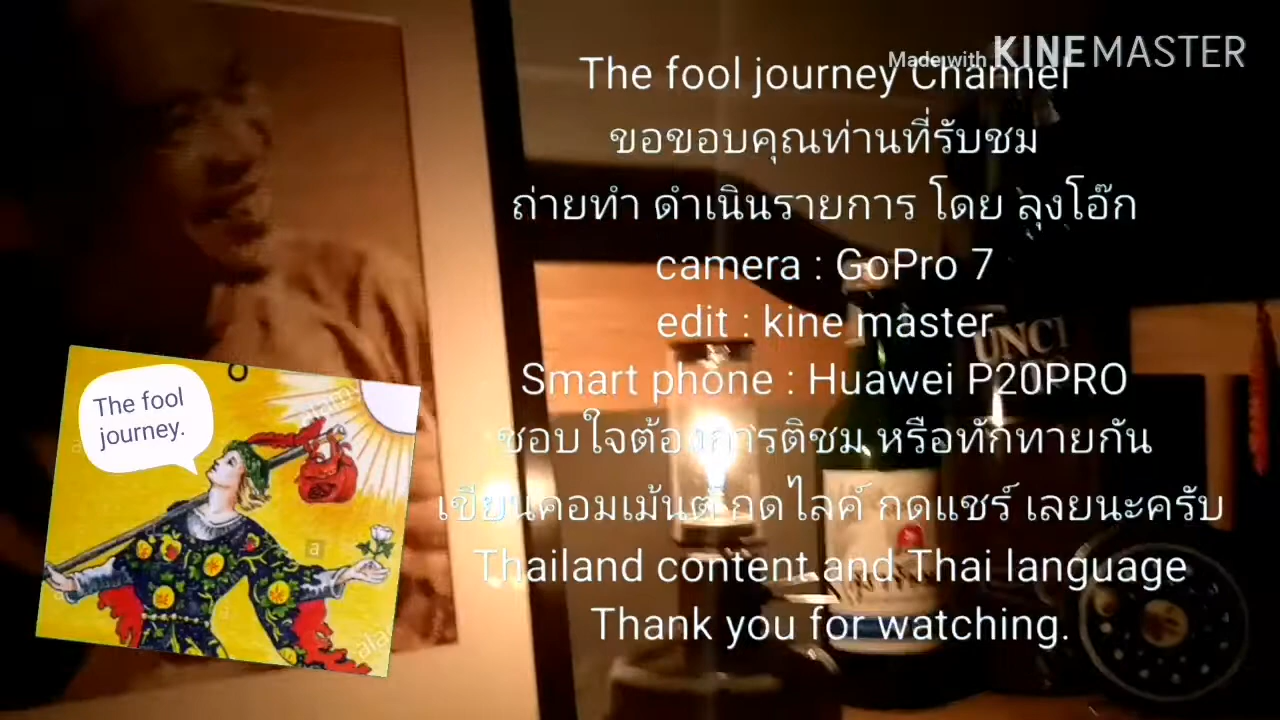 Made with KINEMASTER
The fool journey Channel
ขอขอบคุณท่านที่รับชม
ถ่ายทำ ดำเนินรายการ โดย ลุงโอ๊ก
camera : GoPro 7
edit : kine master
UNCI
Smart phone : Huawei P20PRO
ชอบใจต้องการติชม หรือทักทายกัน
เขียนคอมเม้นต์ กดไลค์ กดแชร์ เลยนะครับ
Thailand content and Thai language
Thank you for watching.
The fool
journey.
a